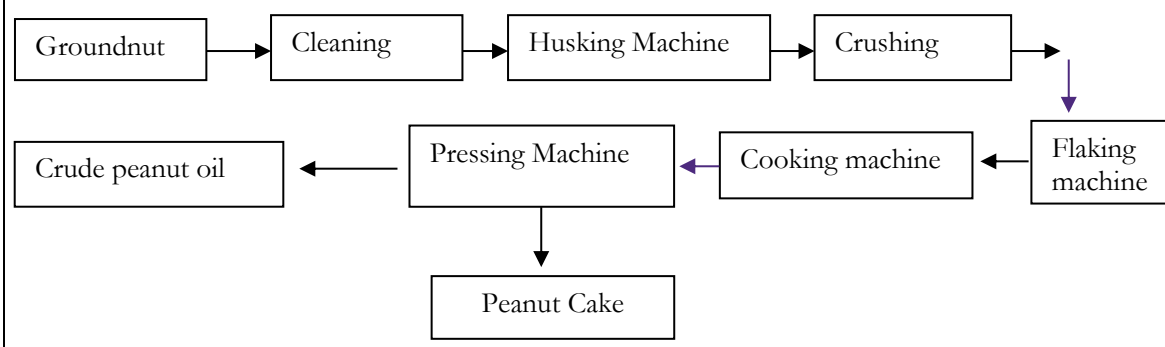 Groundnut
Cleaning
Husking Machine
Crushing
Flaking
machine
Cooking machine
Pressing Machine
Crude peanut oil
Peanut Cake